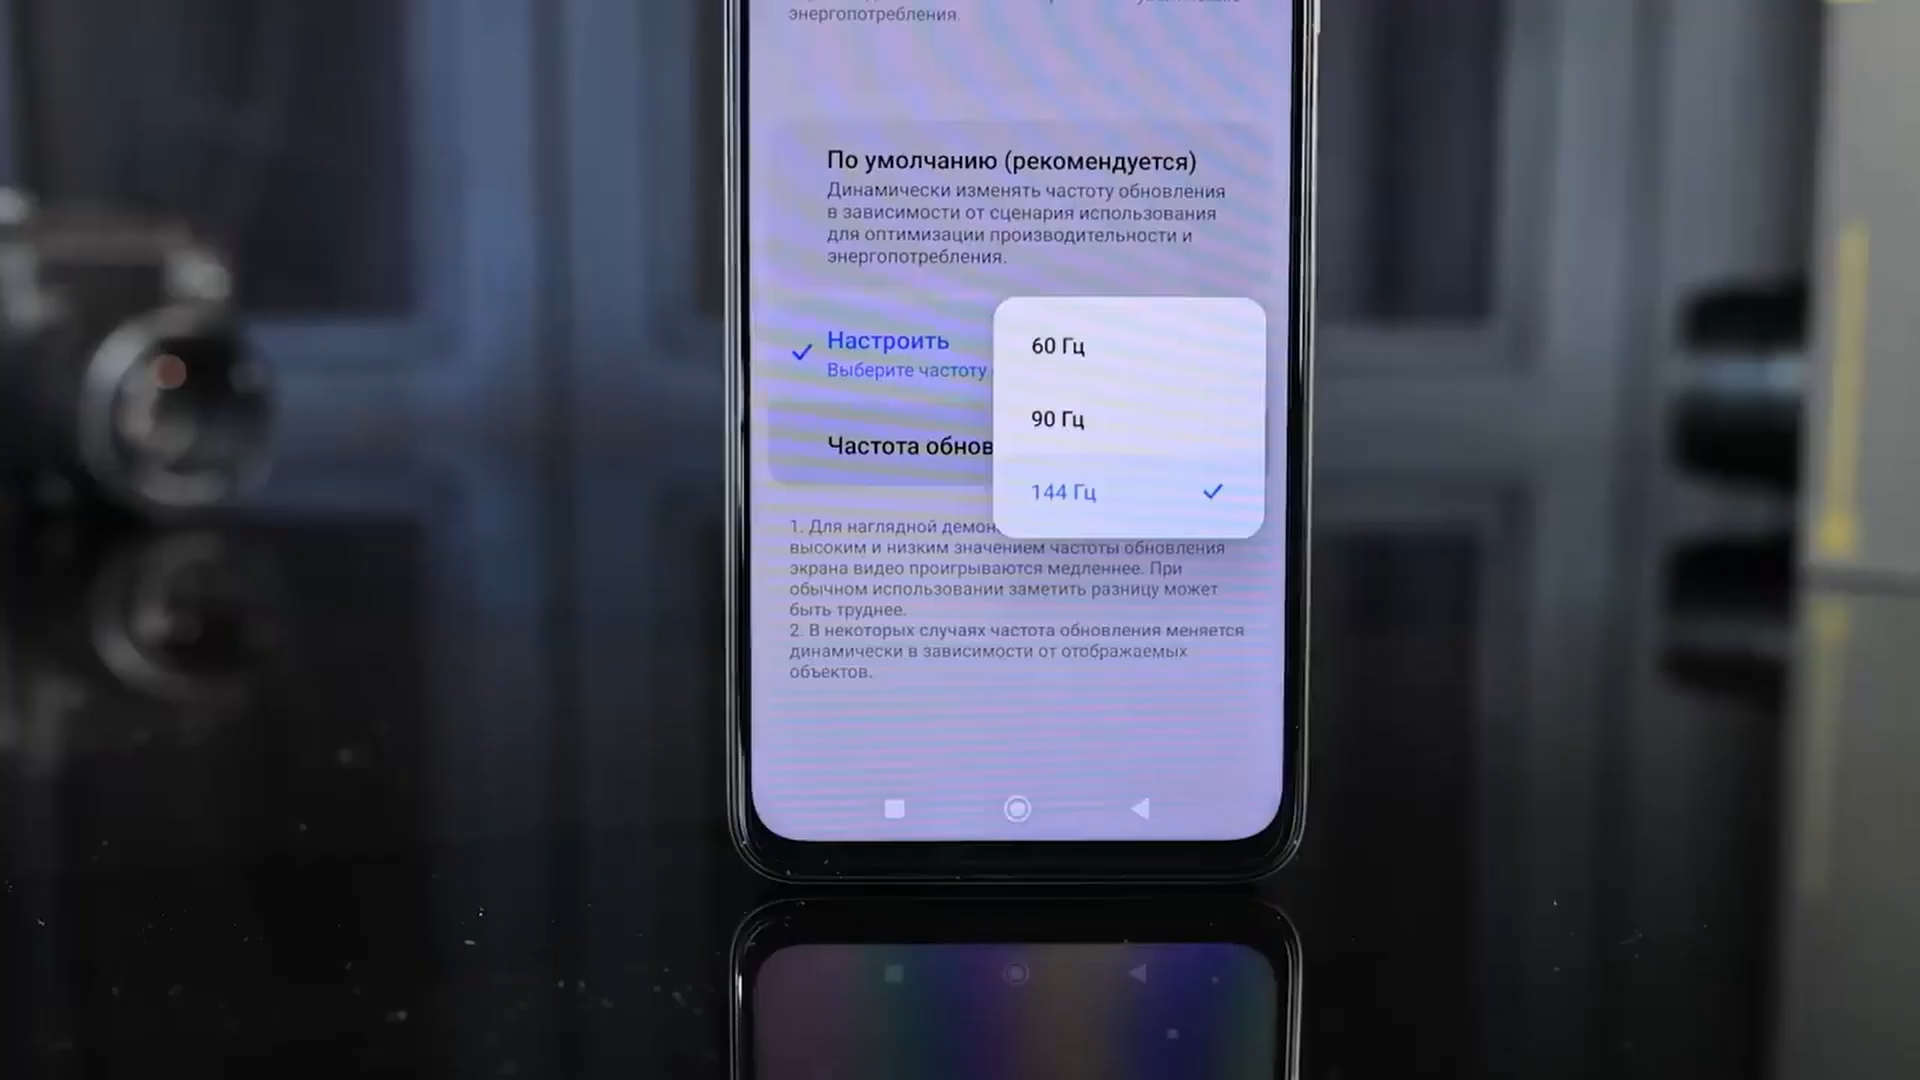 энергопотребления.
По умолчанию (рекомендуется)
Динамически изменять частоту обновления
в зависимости от сценария использования
для оптимизации производительности и
энергопотребления.
Настроить
Выберите частоту
Частота обнов
60 Гц
90 Гц
144 Гц
1. Для наглядной демон
высоким и низким значением частоты обновления
экрана видео проигрываются медленнее. При
обычном использовании заметить разницу может
быть труднее.
2. В некоторых случаях частота обновления меняется
динамически в зависимости от отображаемых
объектов.